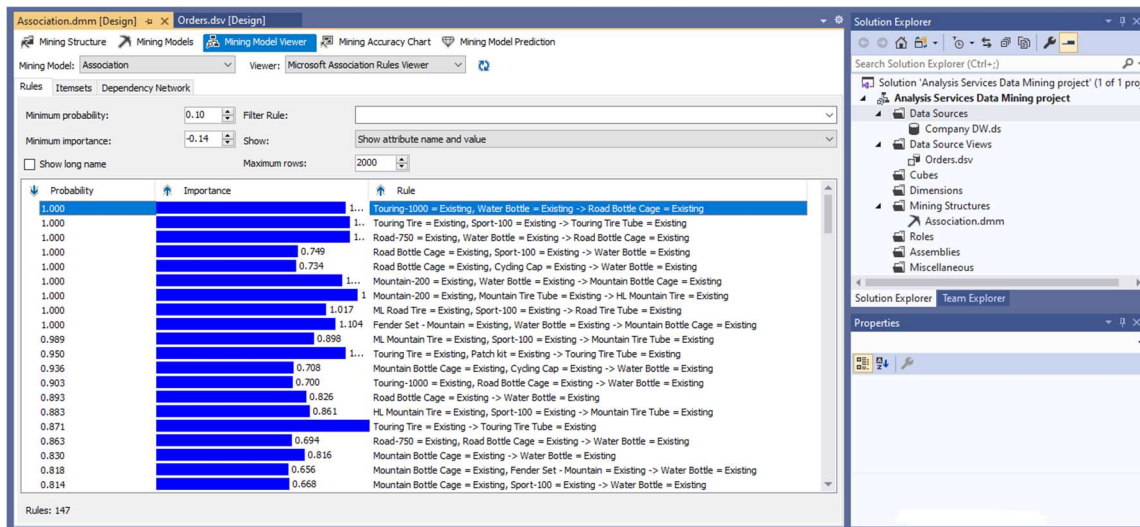 Association.dmm [Design] Orders.dsv [Design]
Mining Structure Mining Models Mining Model Viewer Mining Accuracy Chart Mining Model Prediction
Mining Model: Association Viewer: Microsoft Association Rules Viewer
Rules Itemsets Dependency Network
Minimum probability: 0.10 Filter Rule:
Minimum importance: -0.14 Show: Show attribute name and value
Show long name Maximum rows: 2000
Probability Importance Rule
1.000 1... Touring-1000 = Existing, Water Bottle = Existing -> Road Bottle Cage = Existing
1.000 1.. Touring Tire = Existing, Sport-100 = Existing -> Touring Tire Tube = Existing
1.000 1.. Road-750 = Existing, Water Bottle = Existing -> Road Bottle Cage = Existing
1.000 0.749 Road Bottle Cage = Existing, Sport-100 = Existing -> Water Bottle = Existing
1.000 0.734 Road Bottle Cage = Existing, Cycling Cap = Existing -> Water Bottle = Existing
1.000 1... Mountain-200 = Existing, Water Bottle = Existing -> Mountain Bottle Cage = Existing
1.000 1 Mountain-200 = Existing, Mountain Tire Tube = Existing -> HL Mountain Tire = Existing
1.000 1.017 ML Road Tire = Existing, Sport-100 = Existing -> Road Tire Tube = Existing
1.000 1.104 Fender Set - Mountain = Existing, Water Bottle = Existing -> Mountain Bottle Cage = Existing
0.989 0.898 ML Mountain Tire = Existing, Sport-100 = Existing -> Mountain Tire Tube = Existing
0.950 1... Touring Tire = Existing, Patch kit = Existing -> Touring Tire Tube = Existing
0.936 0.708 Mountain Bottle Cage = Existing, Cycling Cap = Existing -> Water Bottle = Existing
0.903 0.700 Touring-1000 = Existing, Road Bottle Cage = Existing -> Water Bottle = Existing
0.893 0.826 Road Bottle Cage = Existing -> Water Bottle = Existing
0.883 0.861 HL Mountain Tire = Existing, Sport-100 = Existing -> Mountain Tire Tube = Existing
0.871 Touring Tire = Existing -> Touring Tire Tube = Existing
0.863 0.694 Road-750 = Existing, Road Bottle Cage = Existing -> Water Bottle = Existing
0.830 0.816 Mountain Bottle Cage = Existing -> Water Bottle = Existing
0.818 0.656 Mountain Bottle Cage = Existing, Fender Set - Mountain = Existing -> Water Bottle = Existing
0.814 0.668 Mountain Bottle Cage = Existing, Sport-100 = Existing -> Water Bottle = Existing
Rules: 147
Solution Explorer
Search Solution Explorer (Ctrl+;)
Solution 'Analysis Services Data Mining project' (1 of 1 proj
Analysis Services Data Mining project
Data Sources
Company DW.ds
Data Source Views
Orders.dsv
Cubes
Dimensions
Mining Structures
Association.dmm
Roles
Assemblies
Miscellaneous
Solution Explorer Team Explorer
Properties